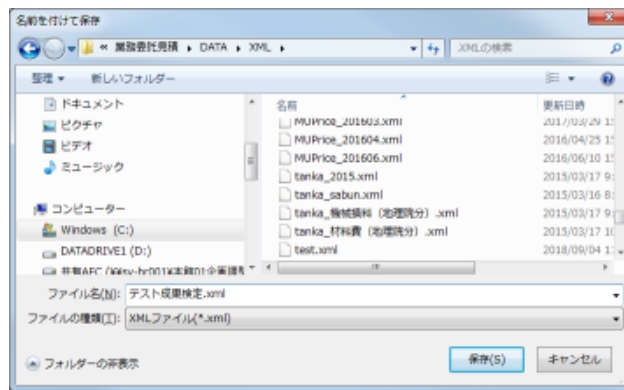 名前を付けて保存
« 業務委託見積 ▸ DATA ▸ XML ▸
XMLの検索
整理 ▼ 新しいフォルダー
ドキュメント
ピクチャ
ビデオ
ミュージック
コンピューター
Windows (C:)
DATADRIVE1 (D:)
名前 更新日時
MUPrice_201603.xml 2017/03/29 1
MUPrice_201604.xml 2016/04/25 1
MUPrice_201606.xml 2016/06/10 1
tanka_2015.xml 2015/03/17 9:
tanka_sabun.xml 2015/03/16 8:
tanka_機械損料（地理院分）.xml 2015/03/17 9:
tanka_材料費（地理院分）.xml 2015/03/17 1
test.xml 2018/09/04 1
ファイル名(N): テスト成果検定.xml
ファイルの種類(T): XMLファイル(*.xml)
フォルダーの非表示
保存(S)
キャンセル